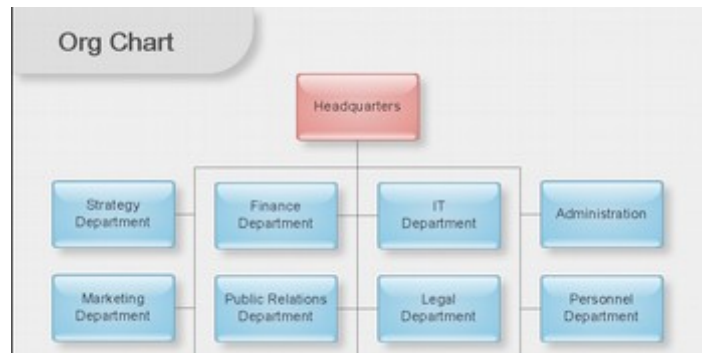 Org Chart
Headquarters
Strategy
Department
Finance
Department
IT
Department
Administration
Marketing
Department
Public Relations
Department
Legal
Department
Personnel
Department